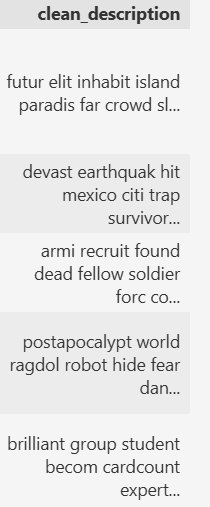 clean_description
futur elit inhabit island
paradis far crowd sl...
devast earthquak hit
mexico citi trap
survivor...
armi recruit found
dead fellow soldier
forc co...
postapocalypt world
ragdol robot hide fear
dan...
brilliant group student
becom cardcount
expert...